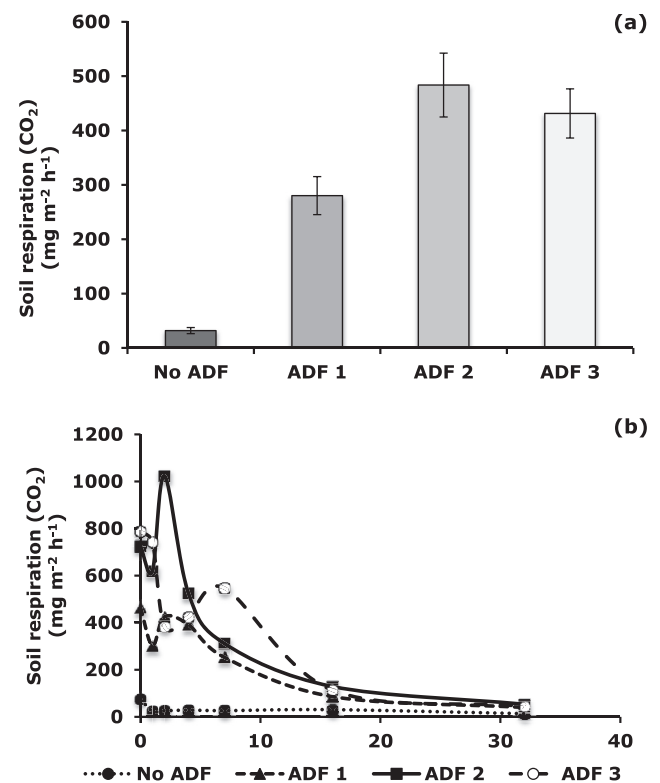 (a)
Soil respiration (CO₂)
(mg m⁻² h⁻¹)
600
500
400
300
200
100
0
No ADF ADF 1 ADF 2 ADF 3
(b)
Soil respiration (CO₂)
(mg m⁻² h⁻¹)
1200
1000
800
600
400
200
0
0 10 20 30 40
No ADF ADF 1 ADF 2 ADF 3